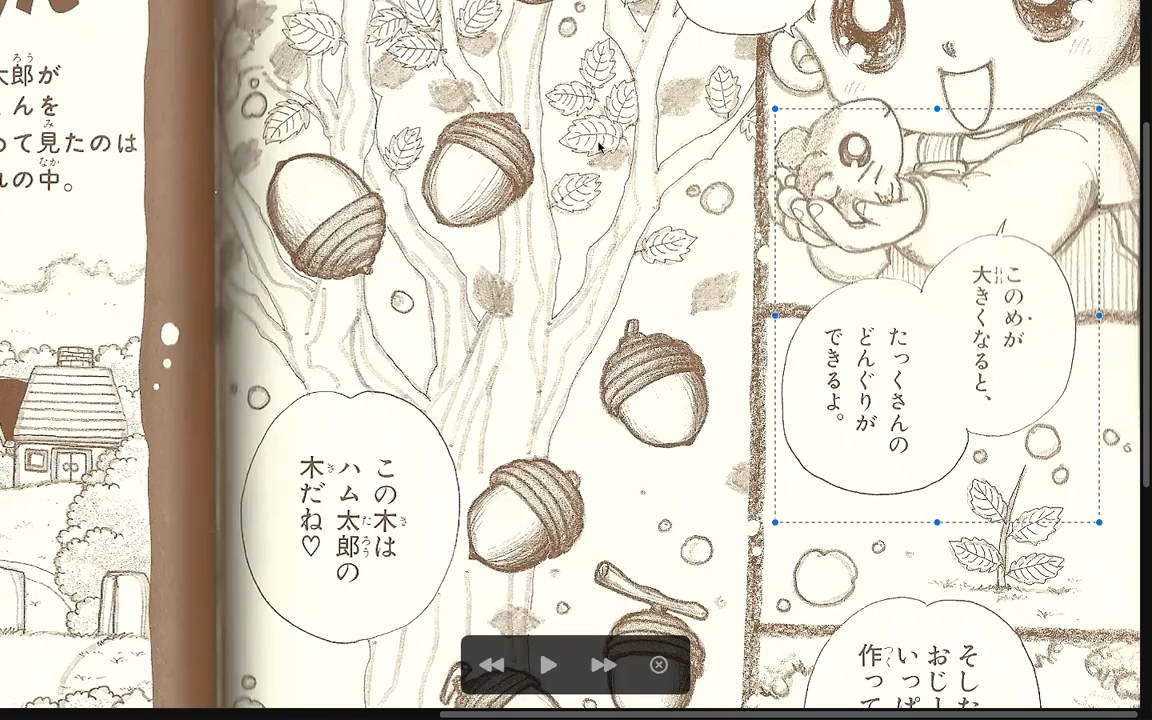 このめが
大きくなると、
たっくさんの
どんぐりが
できるよ。
そした
おじし
いっぱ
作って
この木は
ハム太郎の
木だね♡
太郎が
んを
って見たのは
れの中。